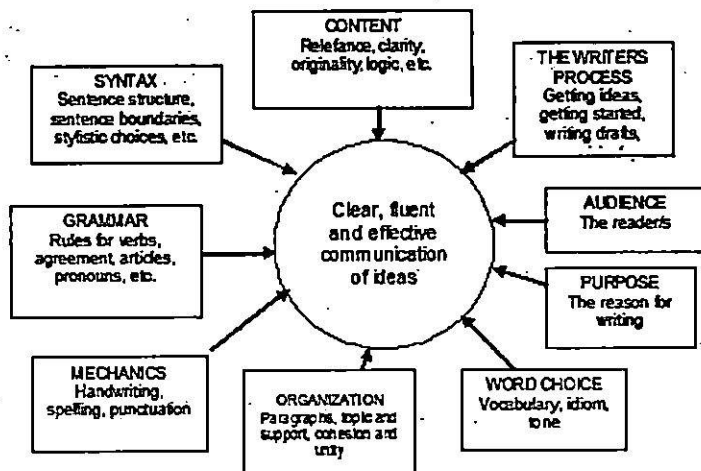 CONTENT
Relefance, clarity,
originality, logic, etc.
THE WRITERS
PROCESS
Getting ideas,
getting started,
writing drafts,
SYNTAX
Sentence structure,
sentence boundaries,
stylistic choices, etc.
AUDIENCE
The reader/s
Clear, fluent
and effective
communication
of ideas
GRAMMAR
Rules for verbs,
agreement, articles,
pronouns, etc.
PURPOSE
The reason for
writing
MECHANICS
Handwriting,
spelling, punctuation
ORGANIZATION
Paragraphs, topic and
support, cohesion and
unity
WORD CHOICE
Vocabulary, idiom,
tone